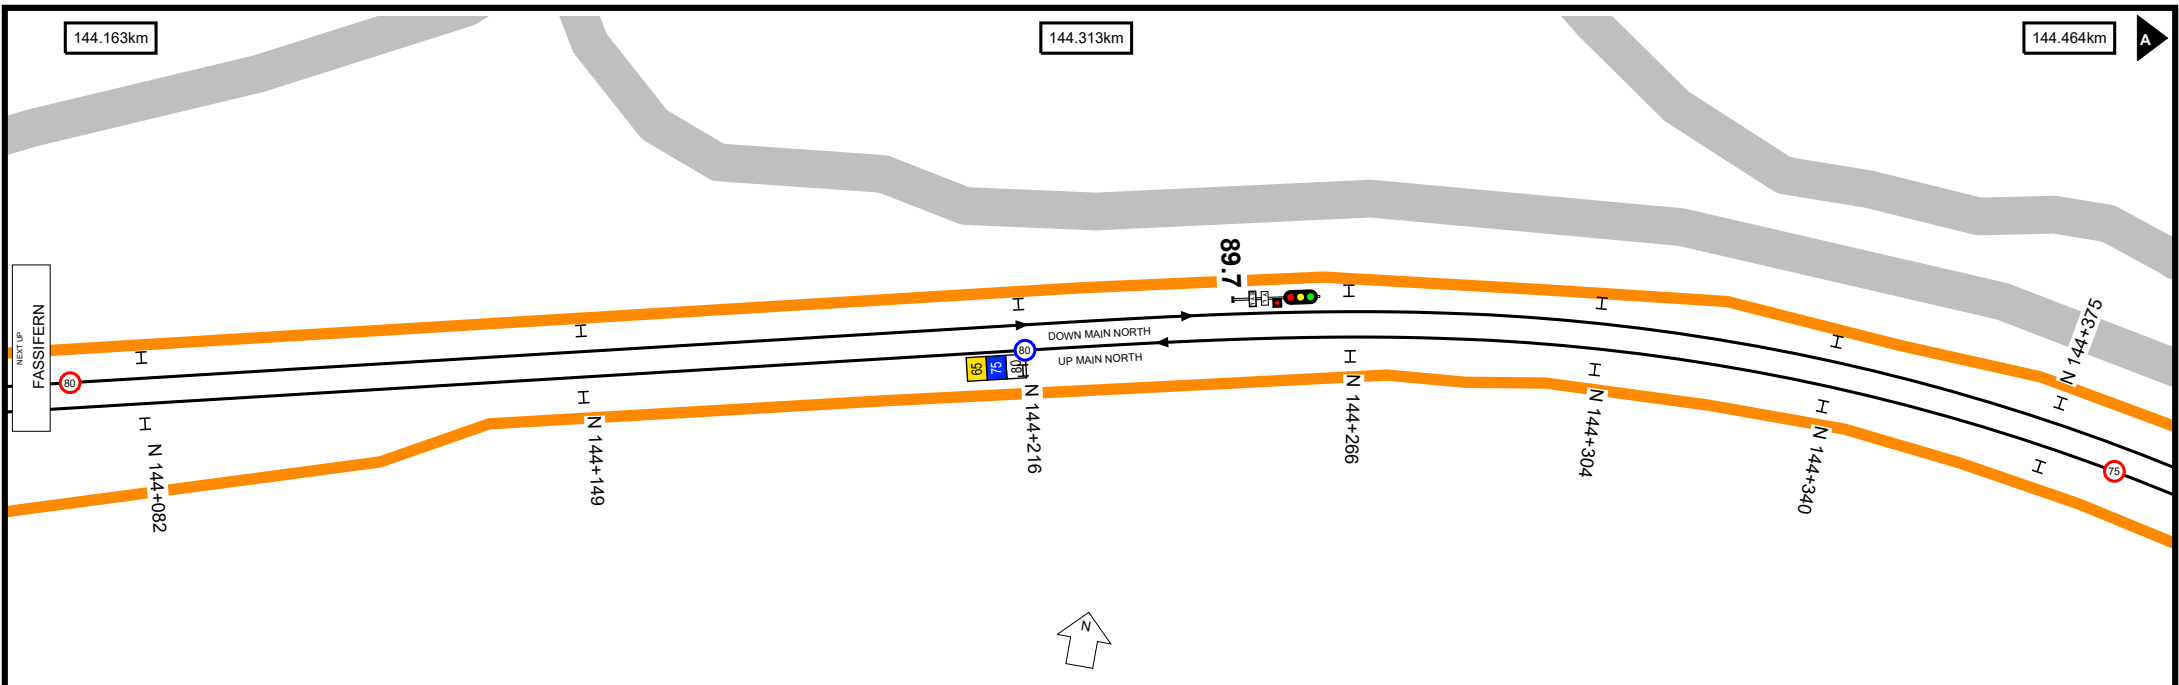 144.163km
144.313km
144.464km
A
89.7
NEXT UP
FASSIFERN
80
DOWN MAIN NORTH
UP MAIN NORTH
80
65
75
80
75
N 144+082
N 144+149
N 144+216
N 144+266
N 144+304
N 144+340
N 144+375
N